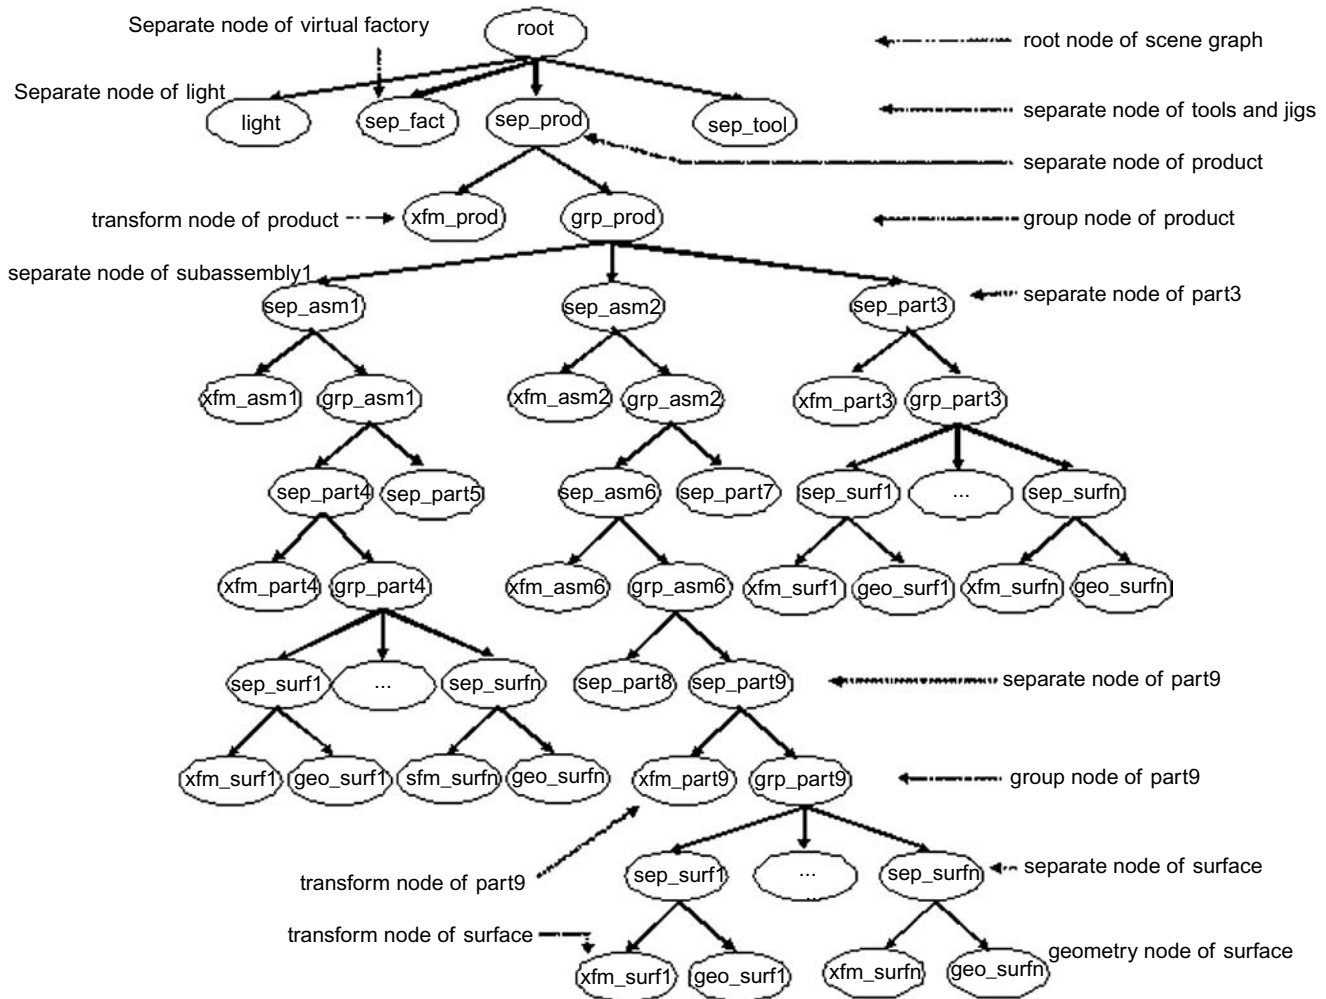 Separate node of virtual factory
root
root node of scene graph
Separate node of light
light
sep_fact
sep_prod
sep_tool
separate node of tools and jigs
separate node of product
transform node of product
xfm_prod
grp_prod
group node of product
separate node of subassembly1
sep_asm1
sep_asm2
sep_part3
separate node of part3
xfm_asm1
grp_asm1
xfm_asm2
grp_asm2
xfm_part3
grp_part3
sep_part4
sep_part5
sep_asm6
sep_part7
sep_surf1
...
sep_surfn
xfm_part4
grp_part4
xfm_asm6
grp_asm6
xfm_surf1
geo_surf1
xfm_surfn
geo_surfn
sep_surf1
...
sep_surfn
sep_part8
sep_part9
separate node of part9
xfm_surf1
geo_surf1
sfm_surfn
geo_surfn
xfm_part9
grp_part9
group node of part9
transform node of part9
sep_surf1
...
..
sep_surfn
separate node of surface
transform node of surface
xfm_surf1
geo_surf1
xfm_surfn
geo_surfn
geometry node of surface